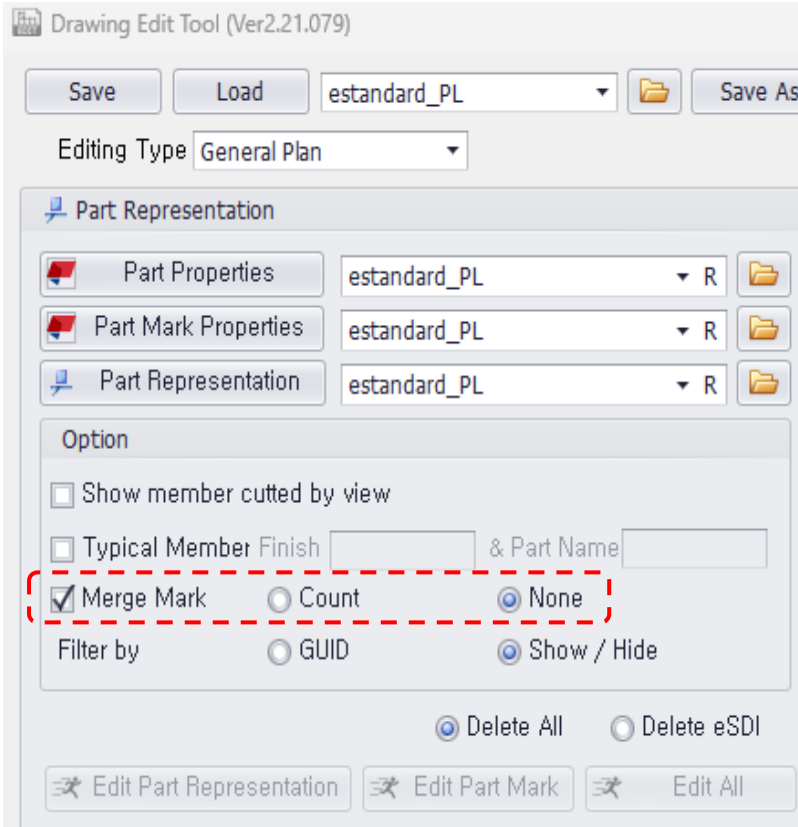 Drawing Edit Tool (Ver2.21.079)
Save Load estandard_PL Save As
Editing Type General Plan
Part Representation
Part Properties estandard_PL R
Part Mark Properties estandard_PL R
Part Representation estandard_PL R
Option
Show member cutted by view
Typical Member Finish & Part Name
Merge Mark Count None
Filter by GUID Show / Hide
Delete All Delete eSDI
Edit Part Representation Edit Part Mark Edit All